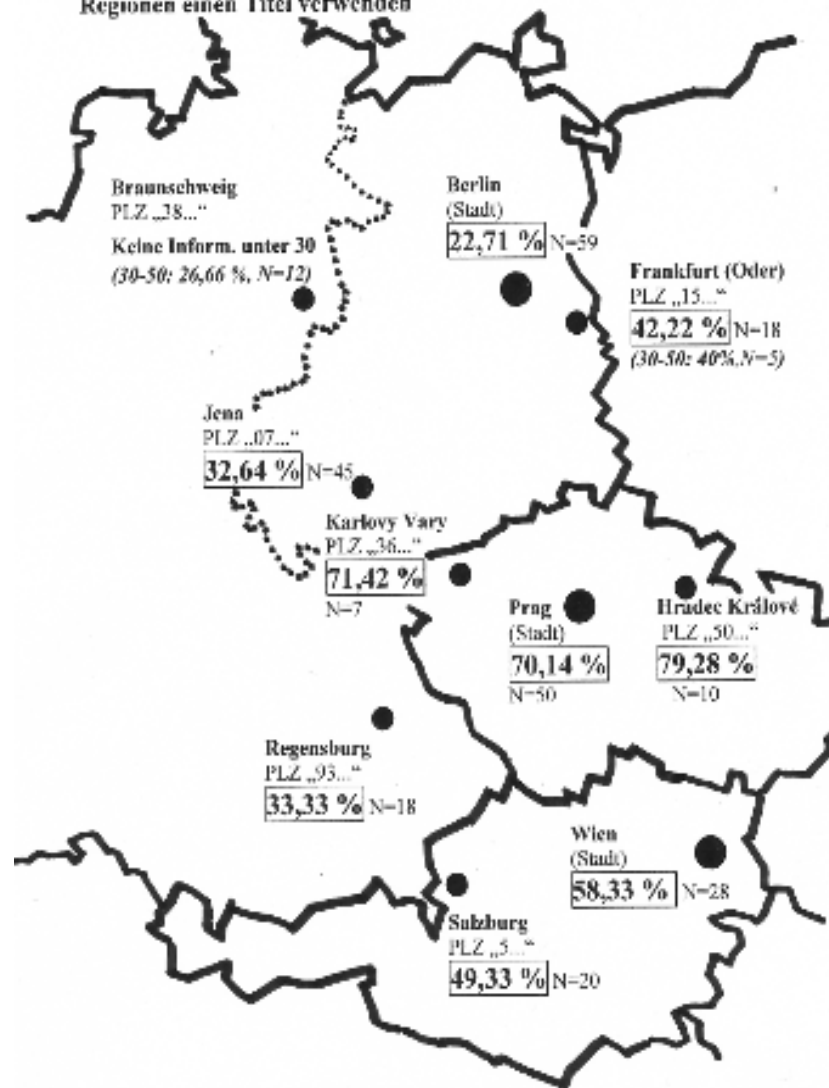 Regionen einen Titel verwenden
Braunschweig
PLZ „38...“
Keine Inform. unter 30
(30-50: 26,66 %, N=12)
Berlin
(Stadt)
22,71 % N=59
Frankfurt (Oder)
PLZ „15...“
42,22 % N=18
(30-50: 40%,N=5)
Jena
PLZ „07...“
32,64 % N=45
Karlovy Vary
PLZ „36...“
71,42 %
N=7
Prag
(Stadt)
70,14 %
N=50
Hradec Králové
PLZ „50...“
79,28 %
N=10
Regensburg
PLZ „93...“
33,33 % N=18
Wien
(Stadt)
58,33 % N=28
Salzburg
PLZ „5...“
49,33 % N=20